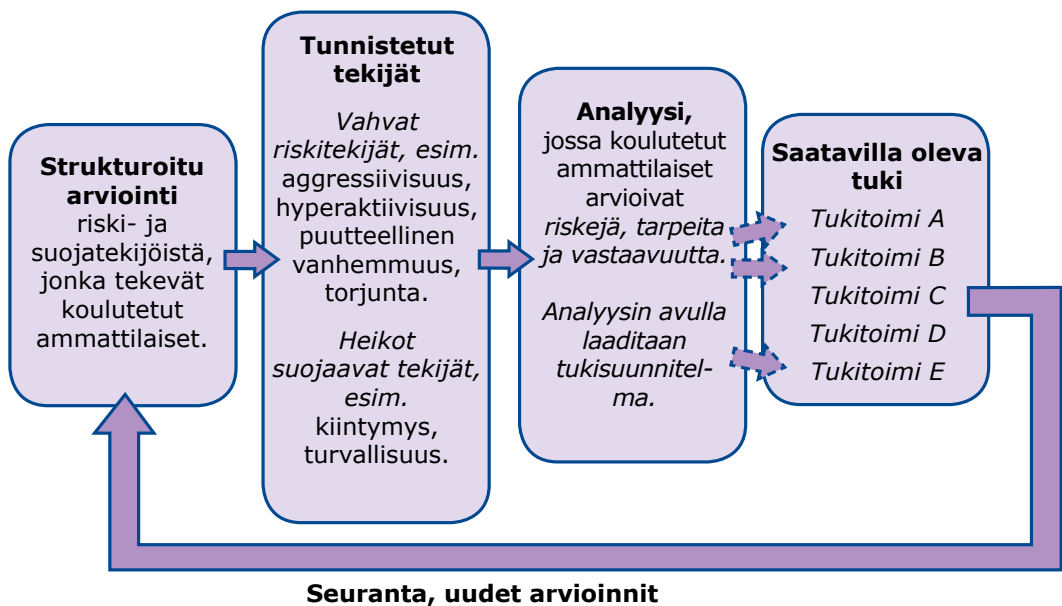 Strukturoitu
arviointi
riski- ja
suojatekijöistä,
jonka tekevät
koulutetut
ammattilaiset.
Tunnistetut
tekijät
Vahvat
riskitekijät, esim.
aggressiivisuus,
hyperaktiivisuus,
puutteellinen
vanhemmuus,
torjunta.
Heikot
suojaavat tekijät,
esim.
kiintymys,
turvallisuus.
Analyysi,
jossa koulutetut
ammattilaiset
arvioivat
riskejä, tarpeita
ja vastaavuutta.
Analyysin avulla
laaditaan
tukisuunnitel-
ma.
Saatavilla oleva
tuki
Tukitoimi A
Tukitoimi B
Tukitoimi C
Tukitoimi D
Tukitoimi E
Seuranta, uudet arvioinnit